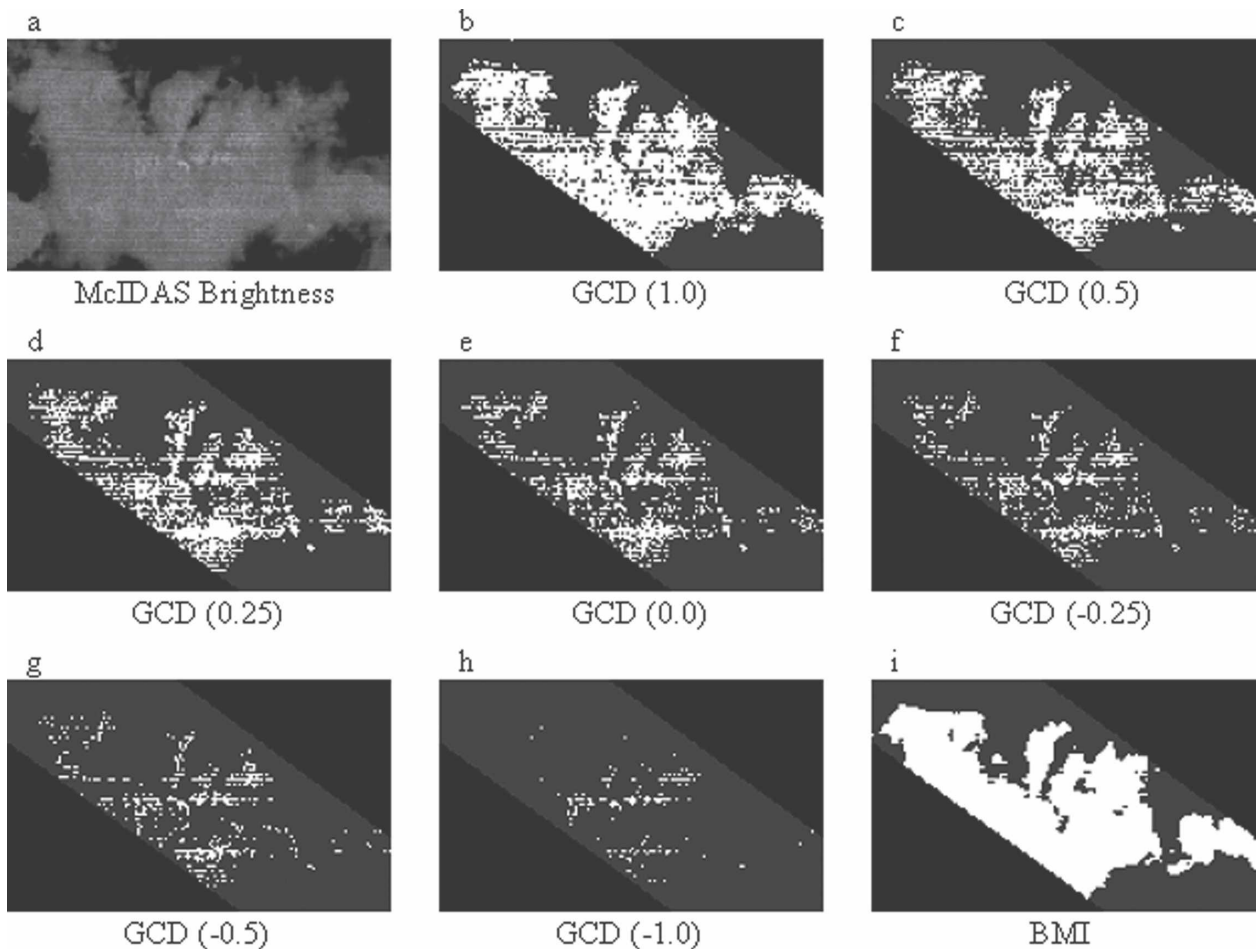 a
b
c
McIDAS Brightness
GCD (1.0)
GCD (0.5)
d
e
f
GCD (0.25)
GCD (0.0)
GCD (-0.25)
g
h
i
GCD (-0.5)
GCD (-1.0)
BMI